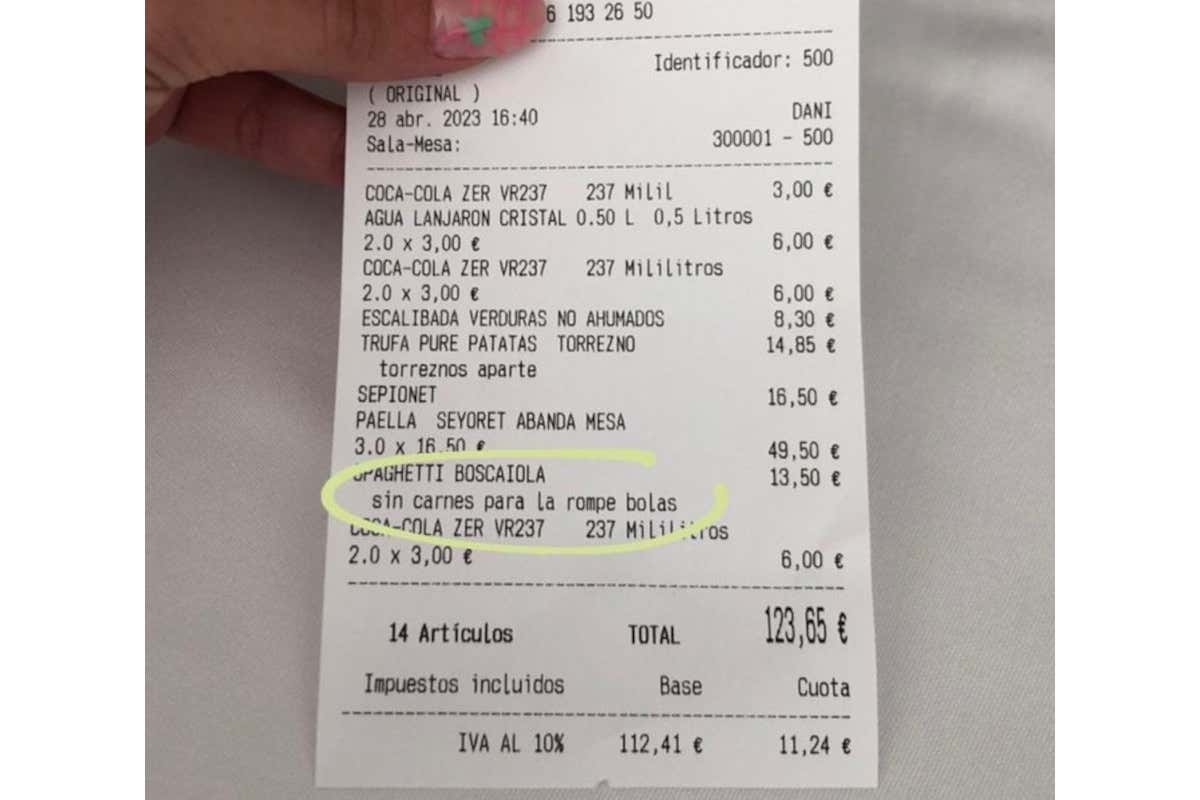 6 193 26 50
Identificador: 500
( ORIGINAL )
28 abr. 2023 16:40 DANI
Sala-Mesa: 300001 - 500
COCA-COLA ZER VR237 237 Milil 3,00 €
AGUA LANJARON CRISTAL 0.50 L 0,5 Litros
2.0 x 3,00 € 6,00 €
COCA-COLA ZER VR237 237 Mililitros
2.0 x 3,00 € 6,00 €
ESCALIBADA VERDURAS NO AHUMADOS 8,30 €
TRUFA PURE PATATAS TORREZNO 14,85 €
torreznos aparte
SEPIONET 16,50 €
PAELLA SEYORET ABANDA MESA
3.0 x 16,50 € 49,50 €
SPAGHETTI BOSCAIOLA 13,50 €
sin carnes para la rompe bolas
COCA-COLA ZER VR237 237 Mililitros
2.0 x 3,00 € 6,00 €
14 Artículos TOTAL 123,65 €
Impuestos incluidos Base Cuota
IVA AL 10% 112,41 € 11,24 €